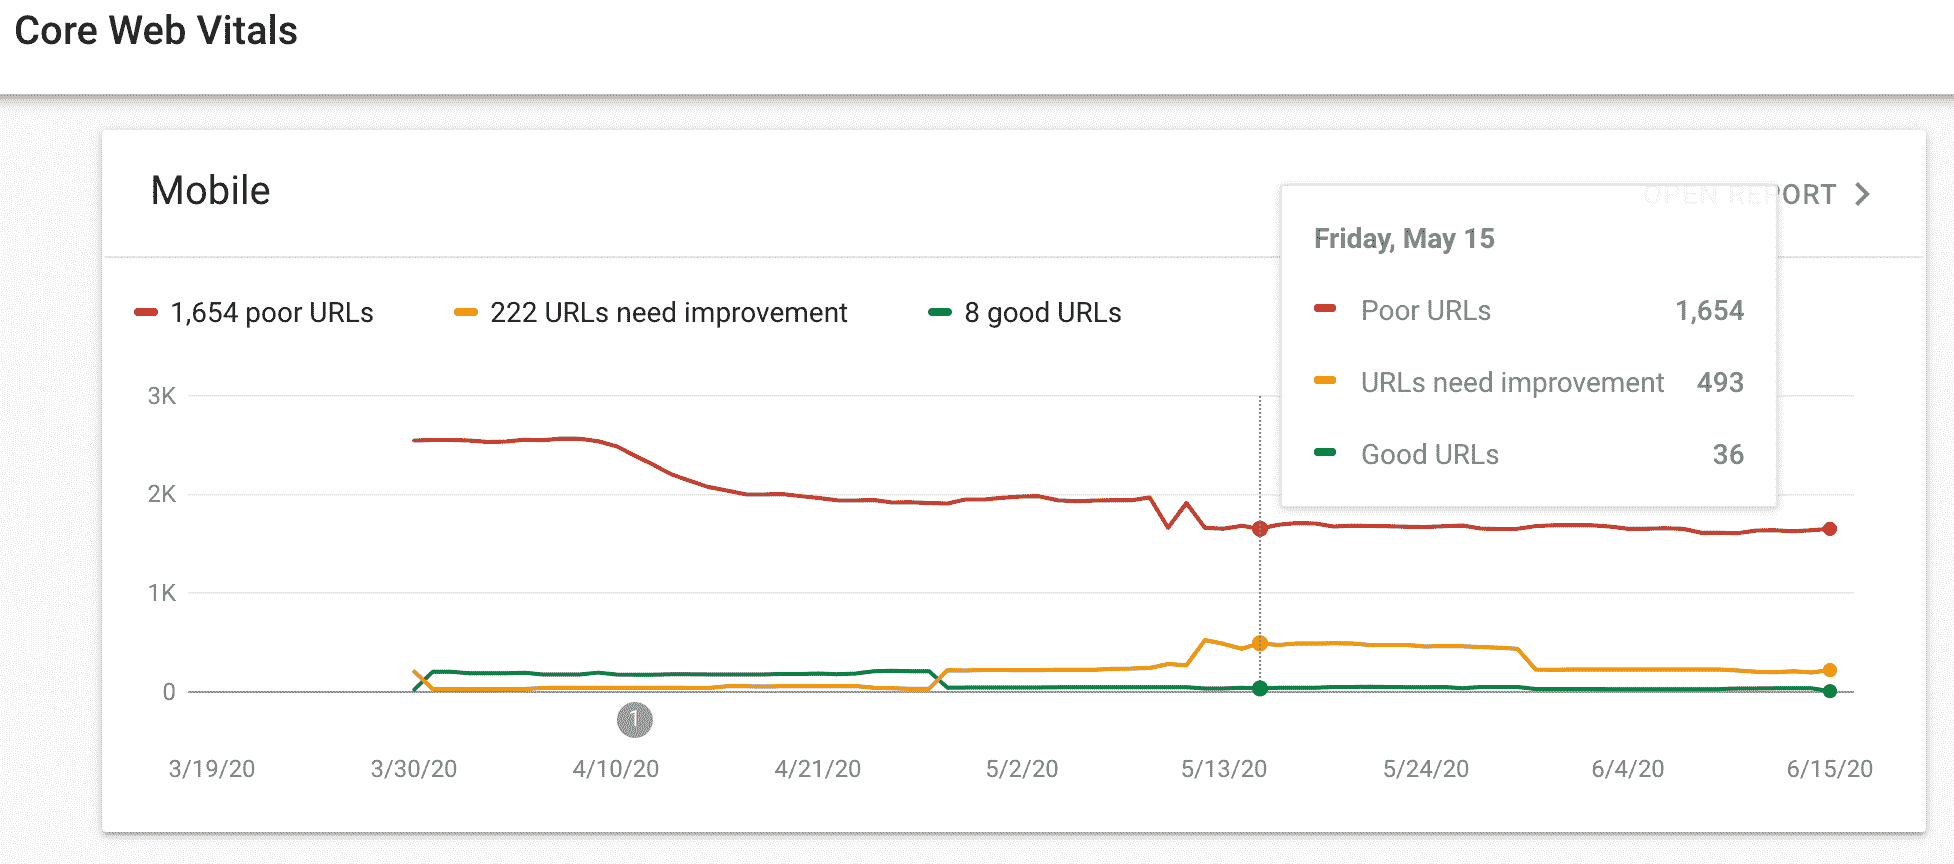 Core Web Vitals
Mobile
OPEN REPORT
Friday, May 15
Poor URLs 1,654
URLs need improvement 493
Good URLs 36
1,654 poor URLs 222 URLs need improvement 8 good URLs
3K
2K
1K
0
1
3/19/20 3/30/20 4/10/20 4/21/20 5/2/20 5/13/20 5/24/20 6/4/20 6/15/20